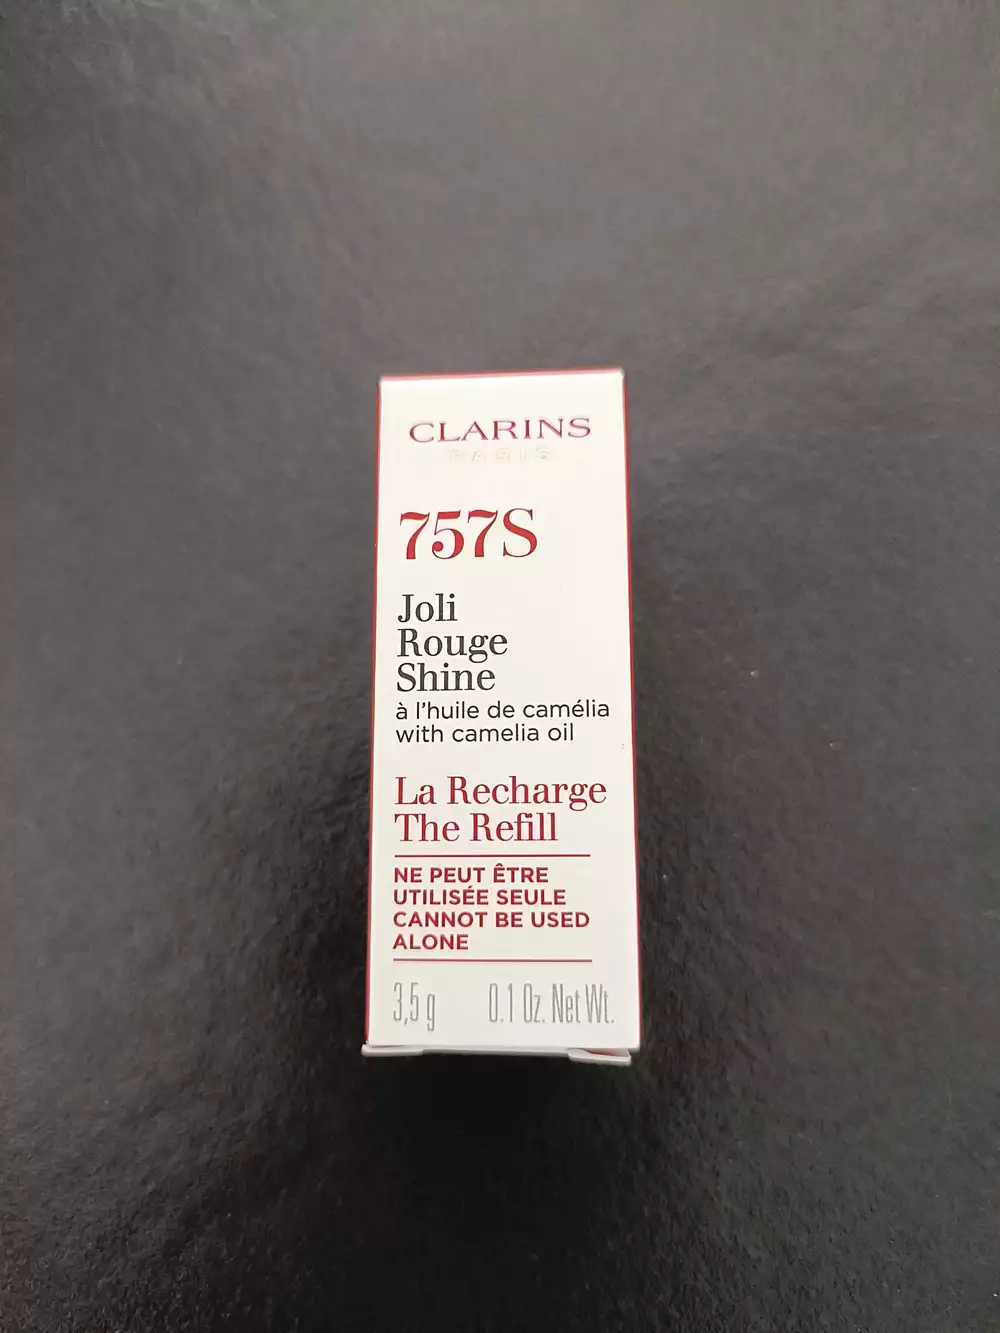 CLARINS
PARIS
757S
Joli
Rouge
Shine
à l'huile de camélia
with camelia oil
La Recharge
The Refill
NE PEUT ÊTRE
UTILISÉE SEULE
CANNOT BE USED
ALONE
3,5 g 0.1 Oz. Net Wt.